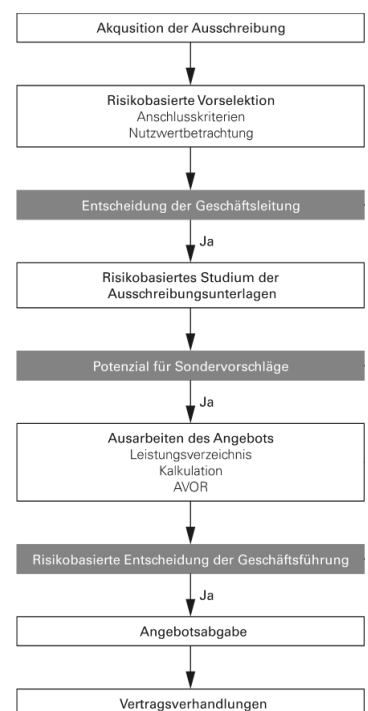 Akqusition der Ausschreibung
Risikobasierte Vorselektion
Anschlusskriterien
Nutzwertbetrachtung
Entscheidung der Geschäftsleitung
Ja
Risikobasiertes Studium der
Ausschreibungsunterlagen
Potenzial für Sondervorschläge
Ja
Ausarbeiten des Angebots
Leistungsverzeichnis
Kalkulation
AVOR
Risikobasierte Entscheidung der Geschäftsführung
Ja
Angebotsabgabe
Vertragsverhandlungen